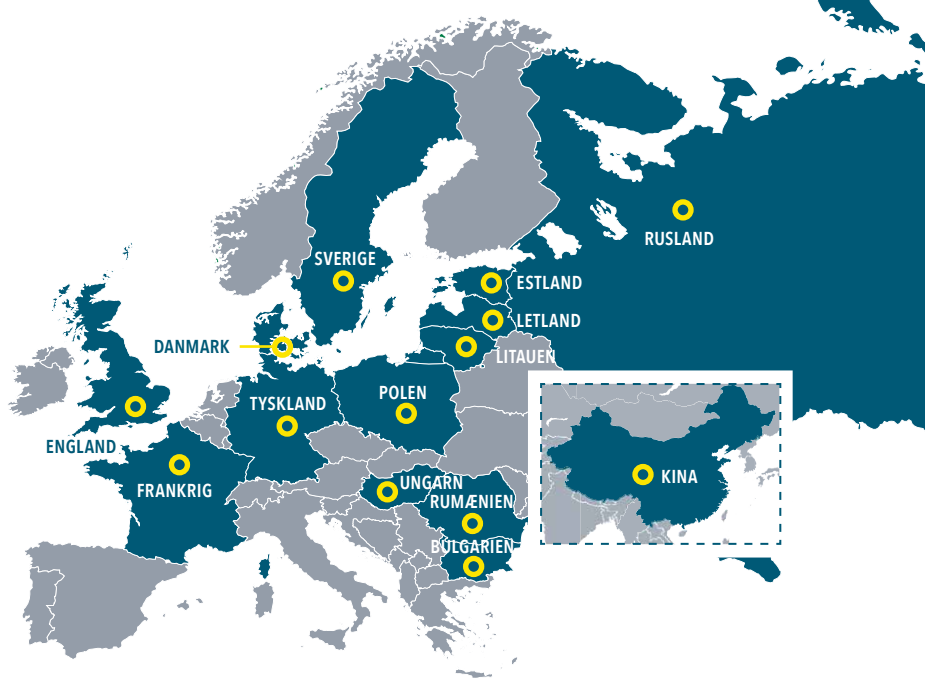 RUSLAND
SVERIGE
ESTLAND
LETLAND
DANMARK
LITAUEN
POLEN
TYSKLAND
ENGLAND
KINA
UNGARN
FRANKRIG
RUMÆNIEN
BULGARIEN